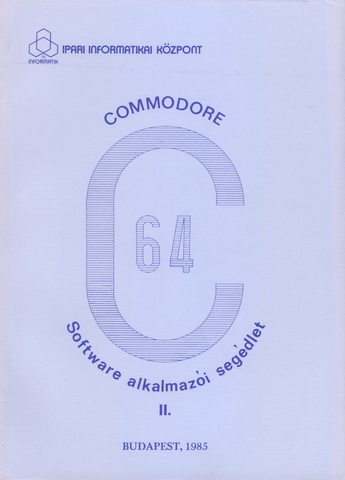 IPARI INFORMATIKAI KÖZPONT
INFORMATIK
COMMODORE
C
64
Software alkalmazói segédlet
II.
BUDAPEST, 1985